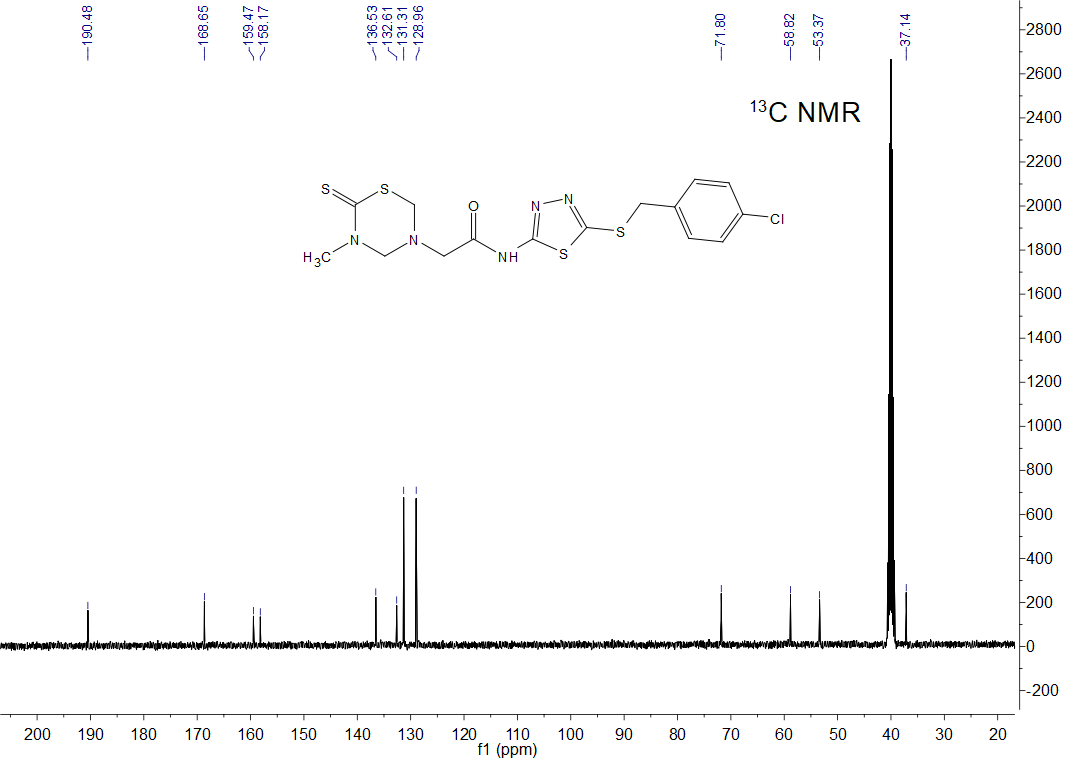 190.48
168.65
159.47
158.17
136.53
132.61
131.31
128.96
71.80
58.82
53.37
37.14
13C NMR
S
S
N
H3C
N
O
NH
N
N
S
S
Cl
2800
2600
2400
2200
2000
1800
1600
1400
1200
1000
800
600
400
200
0
-200
200 190 180 170 160 150 140 130 120 110 100 90 80 70 60 50 40 30 20
f1 (ppm)